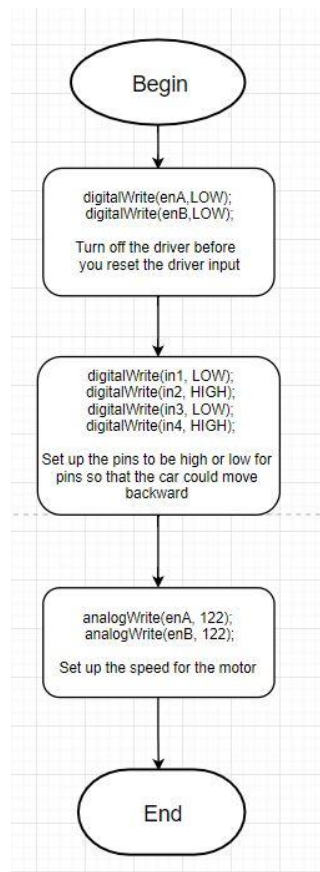 Begin
digitalWrite(enA,LOW);
digitalWrite(enB,LOW);
Turn off the driver before
you reset the driver input
digitalWrite(in1, LOW);
digitalWrite(in2, HIGH);
digitalWrite(in3, LOW);
digitalWrite(in4, HIGH);
Set up the pins to be high or low for
pins so that the car could move
backward
analogWrite(enA, 122);
analogWrite(enB, 122);
Set up the speed for the motor
End